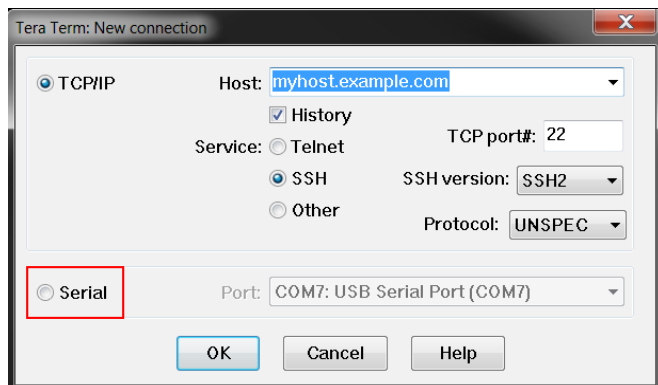 Tera Term: New connection
TCP/IP Host: myhost.example.com
History
Service: Telnet TCP port#: 22
SSH SSH version: SSH2
Other Protocol: UNSPEC
Serial Port: COM7: USB Serial Port (COM7)
OK Cancel Help